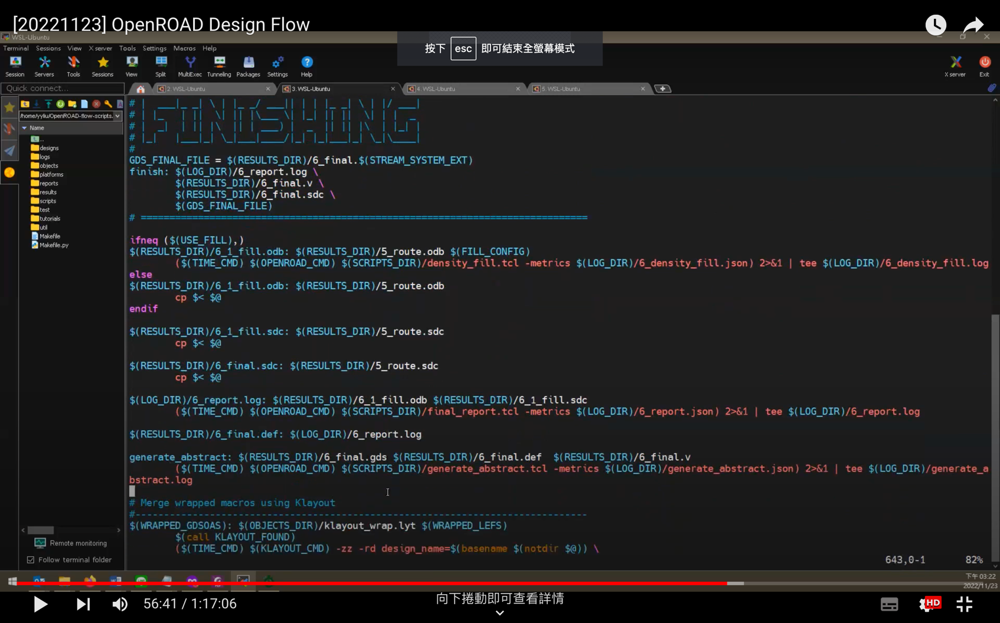 [20221123] OpenROAD Design Flow
WSL-Ubuntu
按下 esc 即可結束全螢幕模式
Terminal Sessions View X server Tools Settings Macros Help
Session Servers Tools Sessions View Split MultiExec Tunneling Packages Settings Help X server Exit
Quick connect...
2. WSL-Ubuntu
3. WSL-Ubuntu
4. WSL-Ubuntu
5. WSL-Ubuntu
/home/yyliu/OpenROAD-flow-scripts.
Name
..
designs
logs
objects
platforms
reports
results
scripts
test
tutorials
util
Makefile
Makefile.py
Remote monitoring
Follow terminal folder
# FINISHING
#
#
#
#
GDS_FINAL_FILE = $(RESULTS_DIR)/6_final.$(STREAM_SYSTEM_EXT)
finish: $(LOG_DIR)/6_report.log \
$(RESULTS_DIR)/6_final.v \
$(RESULTS_DIR)/6_final.sdc \
$(GDS_FINAL_FILE)
# ==============================================================================
ifneq ($(USE_FILL),)
$(RESULTS_DIR)/6_1_fill.odb: $(RESULTS_DIR)/5_route.odb $(FILL_CONFIG)
($(TIME_CMD) $(OPENROAD_CMD) $(SCRIPTS_DIR)/density_fill.tcl -metrics $(LOG_DIR)/6_density_fill.json) 2>&1 | tee $(LOG_DIR)/6_density_fill.log
else
$(RESULTS_DIR)/6_1_fill.odb: $(RESULTS_DIR)/5_route.odb
cp $< $@
endif
$(RESULTS_DIR)/6_1_fill.sdc: $(RESULTS_DIR)/5_route.sdc
cp $< $@
$(RESULTS_DIR)/6_final.sdc: $(RESULTS_DIR)/5_route.sdc
cp $< $@
$(LOG_DIR)/6_report.log: $(RESULTS_DIR)/6_1_fill.odb $(RESULTS_DIR)/6_1_fill.sdc
($(TIME_CMD) $(OPENROAD_CMD) $(SCRIPTS_DIR)/final_report.tcl -metrics $(LOG_DIR)/6_report.json) 2>&1 | tee $(LOG_DIR)/6_report.log
$(RESULTS_DIR)/6_final.def: $(LOG_DIR)/6_report.log
generate_abstract: $(RESULTS_DIR)/6_final.gds $(RESULTS_DIR)/6_final.def  $(RESULTS_DIR)/6_final.v
($(TIME_CMD) $(OPENROAD_CMD) $(SCRIPTS_DIR)/generate_abstract.tcl -metrics $(LOG_DIR)/generate_abstract.json) 2>&1 | tee $(LOG_DIR)/generate_a
bstract.log
# Merge wrapped macros using Klayout
#-------------------------------------------------------------------------------
$(WRAPPED_GDSOAS): $(OBJECTS_DIR)/klayout_wrap.lyt $(WRAPPED_LEFS)
$(call KLAYOUT_FOUND)
($(TIME_CMD) $(KLAYOUT_CMD) -zz -rd design_name=$(basename $(notdir $@)) \
643,0-1 82%
下午 03:22
2022/11/23
56:41 / 1:17:06
向下捲動即可查看詳情
HD